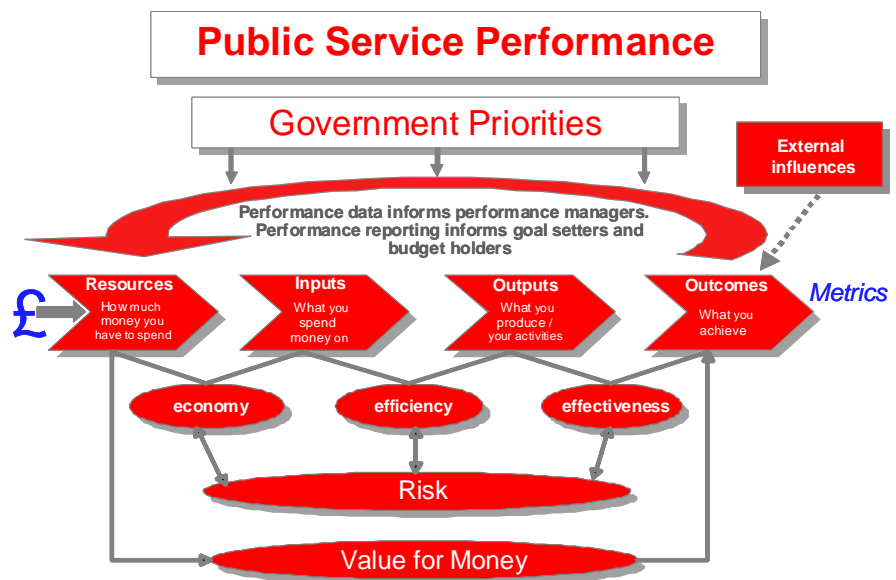 Public Service Performance
Government Priorities
External
influences
Performance data informs performance managers.
Performance reporting informs goal setters and
budget holders
Resources
How much
money you
have to spend
Inputs
What you
spend
money on
Outputs
What you
produce /
your activities
Outcomes
What you
achieve
Metrics
£
economy
efficiency
effectiveness
Risk
Value for Money